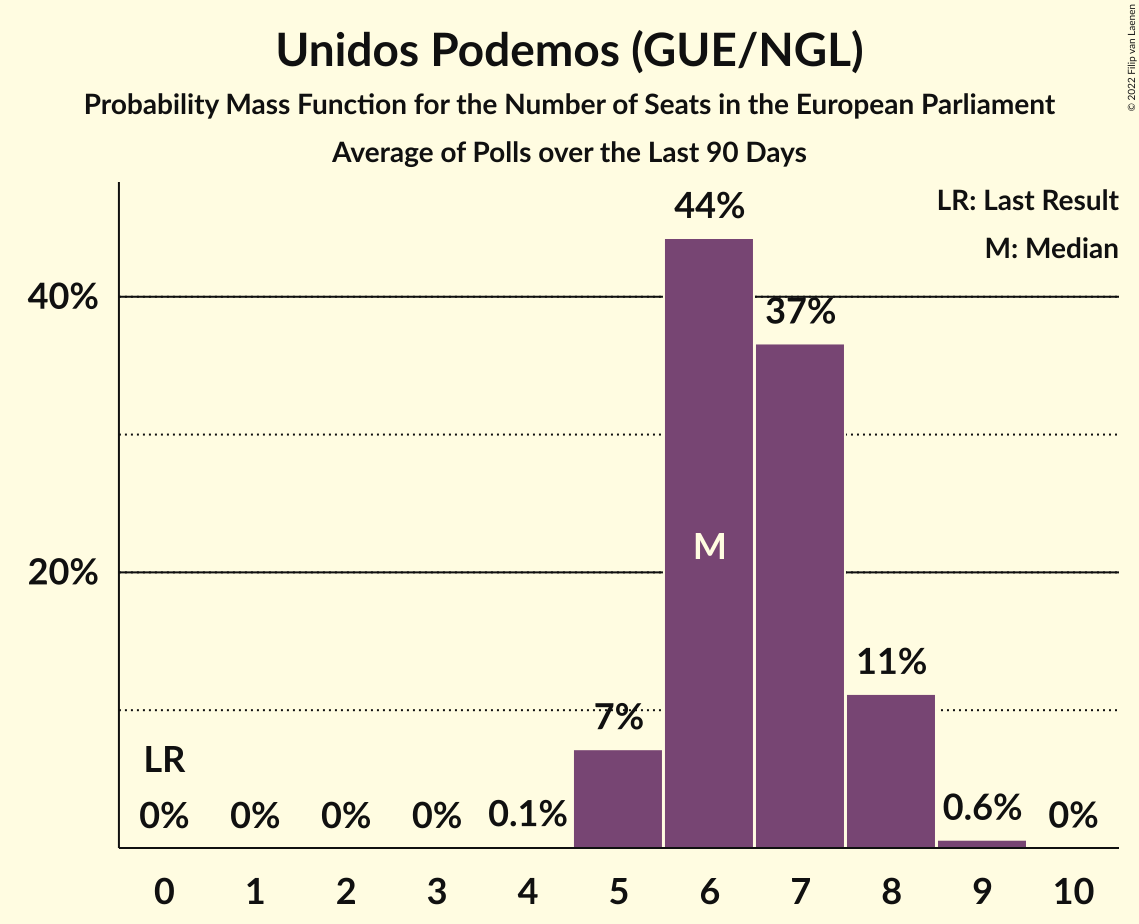 Unidos Podemos (GUE/NGL)
Probability Mass Function for the Number of Seats in the European Parliament
Average of Polls over the Last 90 Days
© 2022 Filip van Laenen
LR: Last Result
M: Median
44%
40%
37%
M
20%
11%
7%
LR
0% 0% 0% 0% 0.1% 0.6% 0%
0 1 2 3 4 5 6 7 8 9 10